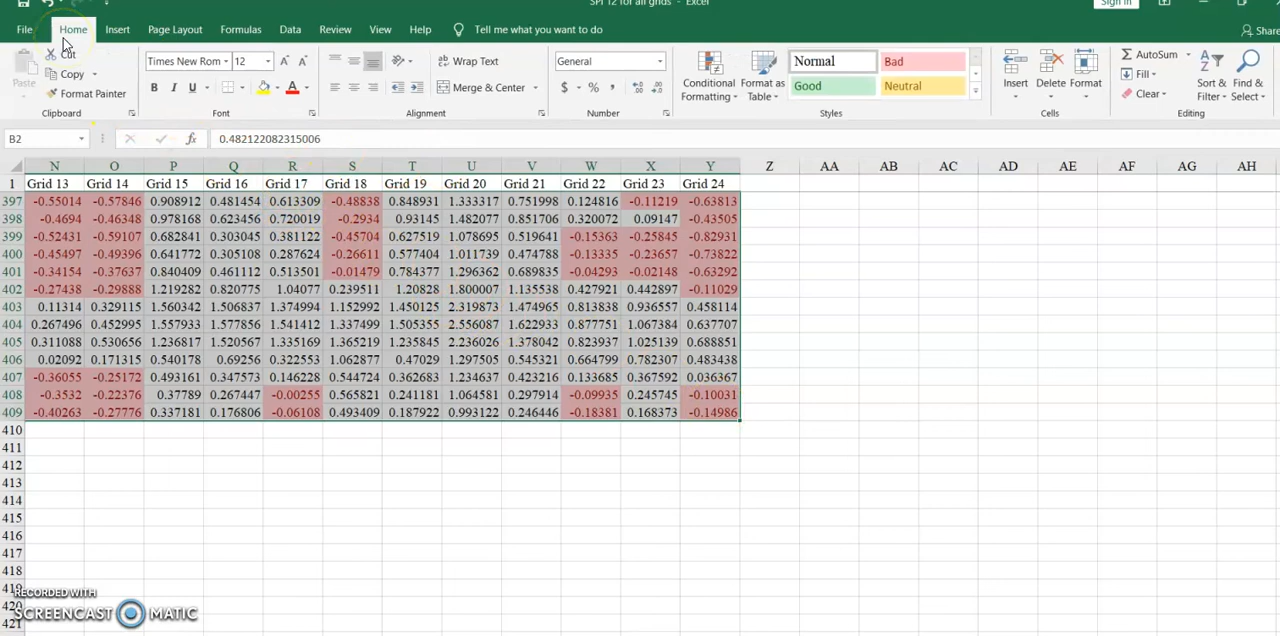 SPI 12 for all grids - Excel
Sign in
File Home Insert Page Layout Formulas Data Review View Help Tell me what you want to do Share
Cut
Copy
Format Painter
Paste
Clipboard
Times New Rom 12
B I U A
Font
Wrap Text
Merge & Center
Alignment
General
$ % ,
Number
Conditional Formatting
Format as Table
Normal Bad
Good Neutral
Styles
Insert Delete Format
Cells
AutoSum
Fill
Clear
Sort & Filter
Find & Select
Editing
B2 fx 0.482122082315006
N O P Q R S T U V W X Y Z AA AB AC AD AE AF AG AH
1 Grid 13 Grid 14 Grid 15 Grid 16 Grid 17 Grid 18 Grid 19 Grid 20 Grid 21 Grid 22 Grid 23 Grid 24
397 -0.55014 -0.57846 0.908912 0.481454 0.613309 -0.48838 0.848931 1.333317 0.751998 0.124816 -0.11219 -0.63813
398 -0.4694 -0.46348 0.978168 0.623456 0.720019 -0.2934 0.93145 1.482077 0.851706 0.320072 0.09147 -0.43505
399 -0.52431 -0.59107 0.682841 0.303045 0.381122 -0.45704 0.627519 1.078695 0.519641 -0.15363 -0.25845 -0.82931
400 -0.45497 -0.49396 0.641772 0.305108 0.287624 -0.26611 0.577404 1.011739 0.474788 -0.13335 -0.23657 -0.73822
401 -0.34154 -0.37637 0.840409 0.461112 0.513501 -0.01479 0.784377 1.296362 0.689835 -0.04293 -0.02148 -0.63292
402 -0.27438 -0.29888 1.219282 0.820775 1.04077 0.239511 1.20828 1.800007 1.135538 0.427921 0.442897 -0.11029
403 0.11314 0.329115 1.560342 1.506837 1.374994 1.152992 1.450125 2.319873 1.474965 0.813838 0.936557 0.458114
404 0.267496 0.452995 1.557933 1.577856 1.541412 1.337499 1.505355 2.556087 1.622933 0.877751 1.067384 0.637707
405 0.311088 0.530656 1.236817 1.520567 1.335169 1.365219 1.235845 2.236026 1.378042 0.823937 1.025139 0.688851
406 0.02092 0.171315 0.540178 0.69256 0.322553 1.062877 0.47029 1.297505 0.545321 0.664799 0.782307 0.483438
407 -0.36055 -0.25172 0.493161 0.347573 0.146228 0.544724 0.362683 1.234637 0.423216 0.133685 0.367592 0.036367
408 -0.3532 -0.22376 0.37789 0.267447 -0.00255 0.565821 0.241181 1.064581 0.297914 -0.09935 0.245745 -0.10031
409 -0.40263 -0.27776 0.337181 0.176806 -0.06108 0.493409 0.187922 0.993122 0.246446 -0.18381 0.168373 -0.14986
410
411
412
413
414
415
416
417
418
419
420
421
RECORDED WITH
SCREENCAST MATIC